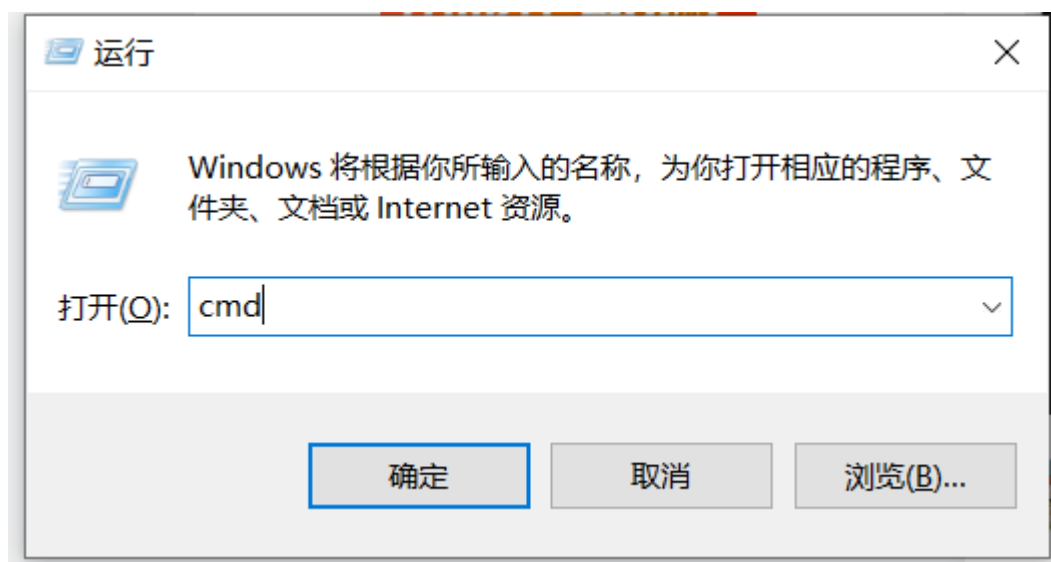 运行
Windows 将根据你所输入的名称，为你打开相应的程序、文
件夹、文档或 Internet 资源。
打开(O): cmd
确定 取消 浏览(B)...